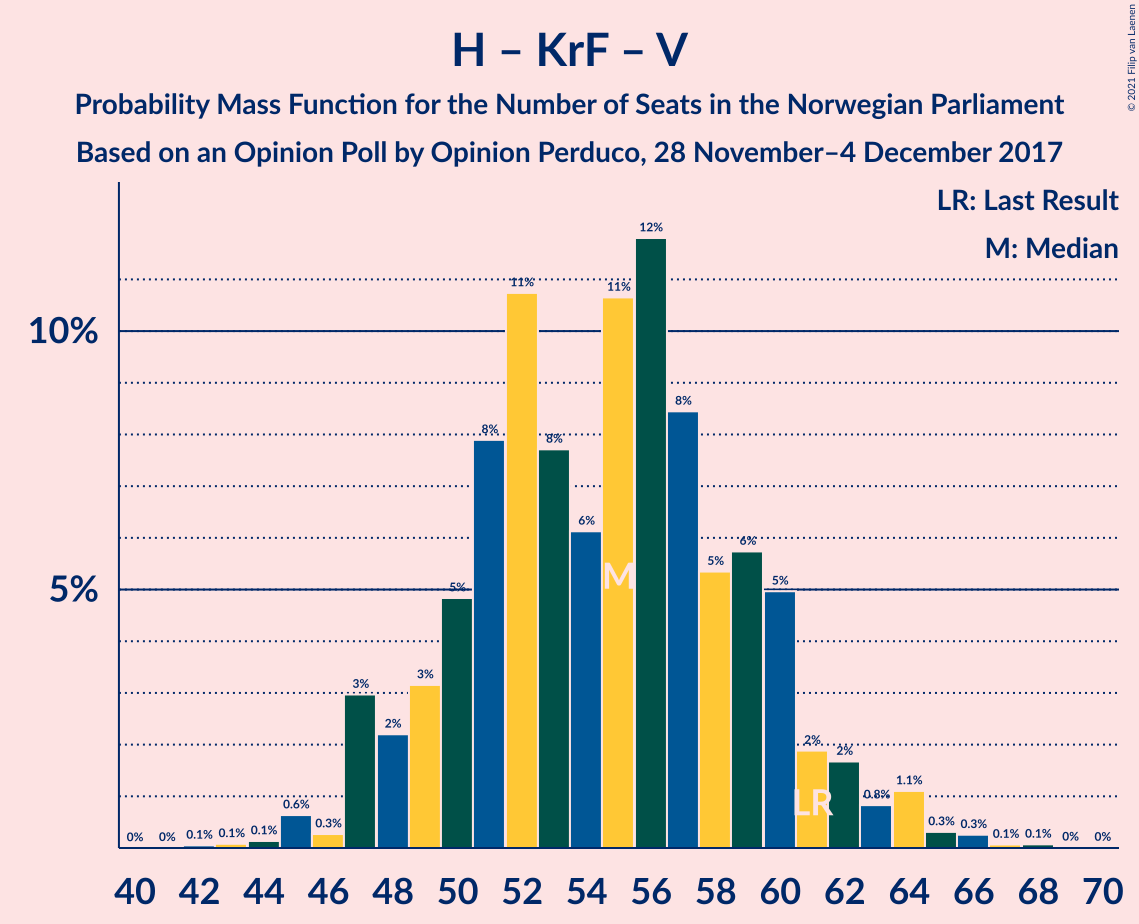 H – KrF – V
Probability Mass Function for the Number of Seats in the Norwegian Parliament
Based on an Opinion Poll by Opinion Perduco, 28 November–4 December 2017
© 2021 Filip van Laenen
LR: Last Result
M: Median
10%
5%
0% 0% 0.1% 0.1% 0.1% 0.6% 0.3% 3% 2% 3% 5% 8% 11% 8% 6% 11% 12% 8% 5% 6% 5% 2% 2% 0.8% 1.1% 0.3% 0.3% 0.1% 0.1% 0% 0%
M
LR
40 42 44 46 48 50 52 54 56 58 60 62 64 66 68 70